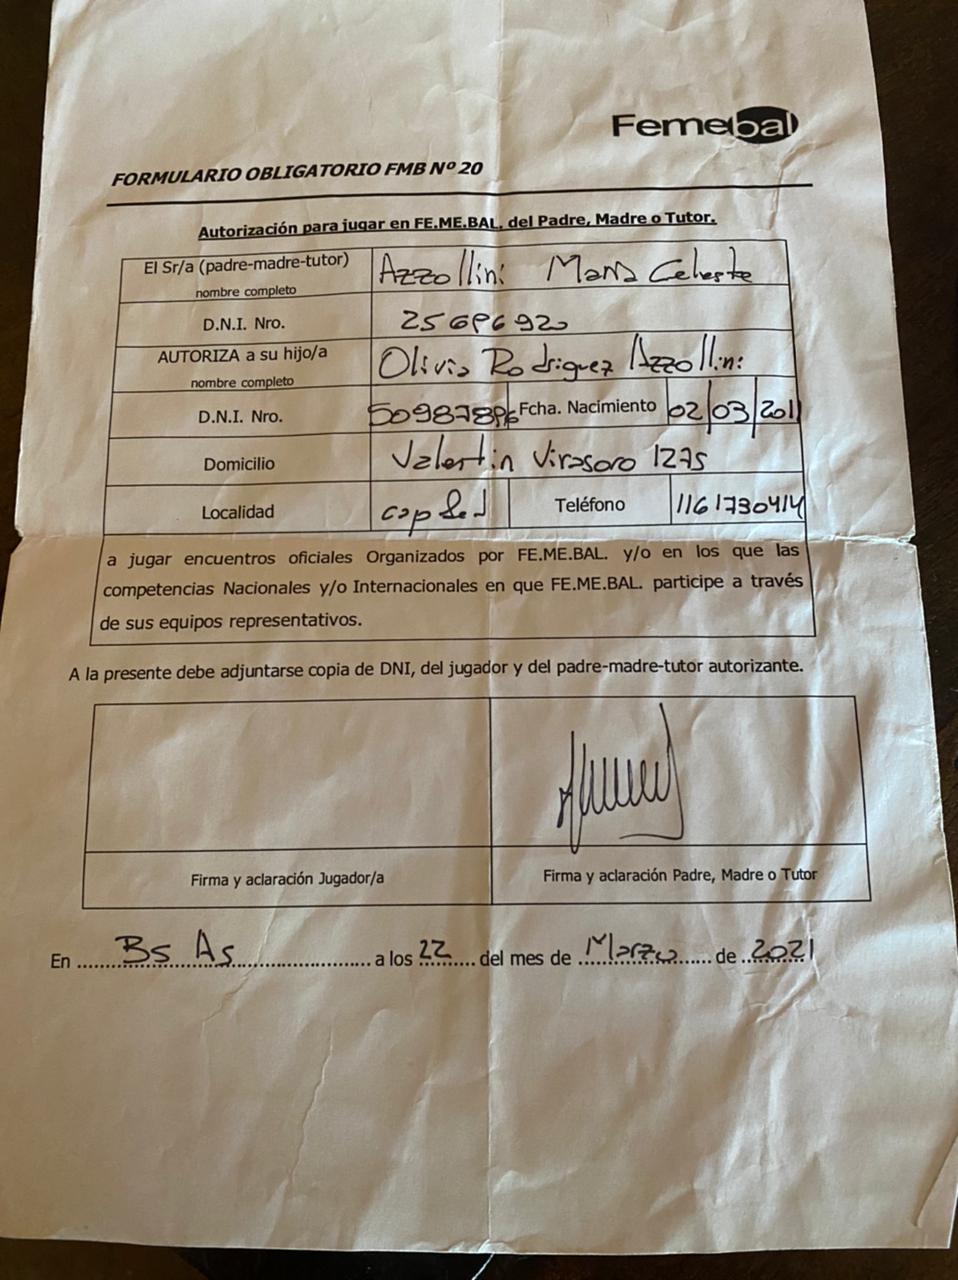 Femebal
FORMULARIO OBLIGATORIO FMB Nº 20
Autorización para jugar en FE.ME.BAL. del Padre, Madre o Tutor.
El Sr/a (padre-madre-tutor) Azzollini Maria Celeste
nombre completo
D.N.I. Nro. 25696920
AUTORIZA a su hijo/a Olivia Rodriguez Azzollini
nombre completo
D.N.I. Nro. 50987896 Fcha. Nacimiento 02/03/2011
Domicilio Valentin Virasoro 1275
Localidad cap fed Teléfono 1161730414
a jugar encuentros oficiales Organizados por FE.ME.BAL. y/o en los que las
competencias Nacionales y/o Internacionales en que FE.ME.BAL. participe a través
de sus equipos representativos.
A la presente debe adjuntarse copia de DNI, del jugador y del padre-madre-tutor autorizante.
Firma y aclaración Jugador/a Firma y aclaración Padre, Madre o Tutor
En Bs As a los 22 del mes de Marzo de 2021